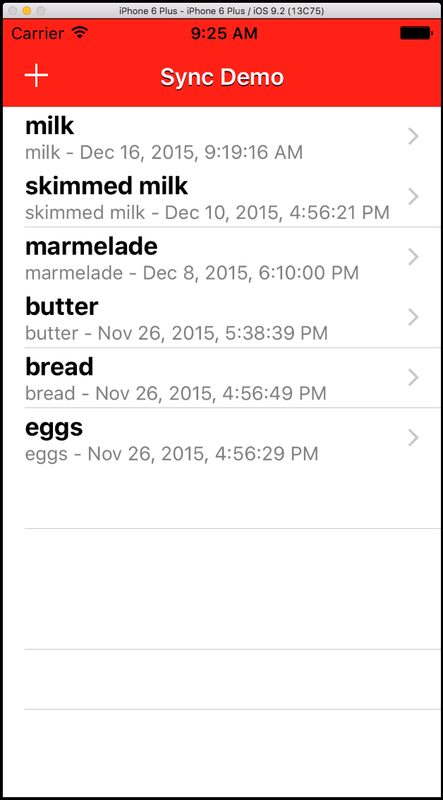 iPhone 6 Plus - iPhone 6 Plus / iOS 9.2 (13C75)
Carrier 9:25 AM
Sync Demo
milk
milk - Dec 16, 2015, 9:19:16 AM
skimmed milk
skimmed milk - Dec 10, 2015, 4:56:21 PM
marmelade
marmelade - Dec 8, 2015, 6:10:00 PM
butter
butter - Nov 26, 2015, 5:38:39 PM
bread
bread - Nov 26, 2015, 4:56:49 PM
eggs
eggs - Nov 26, 2015, 4:56:29 PM